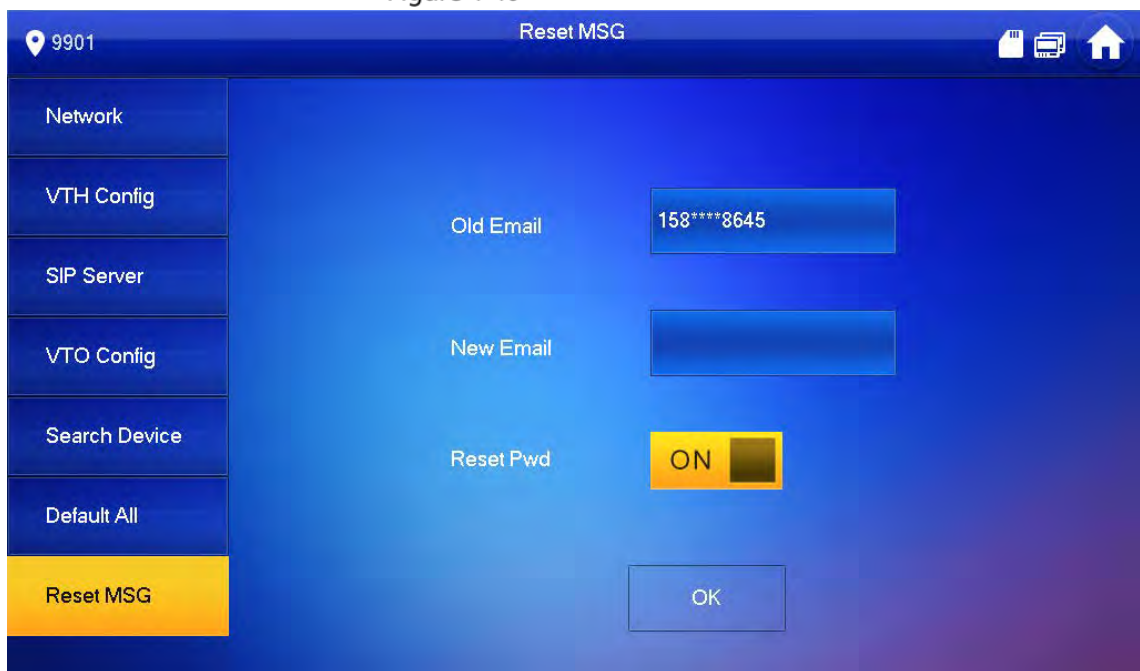 9901
Reset MSG
Network
VTH Config
SIP Server
VTO Config
Search Device
Default All
Reset MSG
Old Email
158****8645
New Email
Reset Pwd
ON
OK